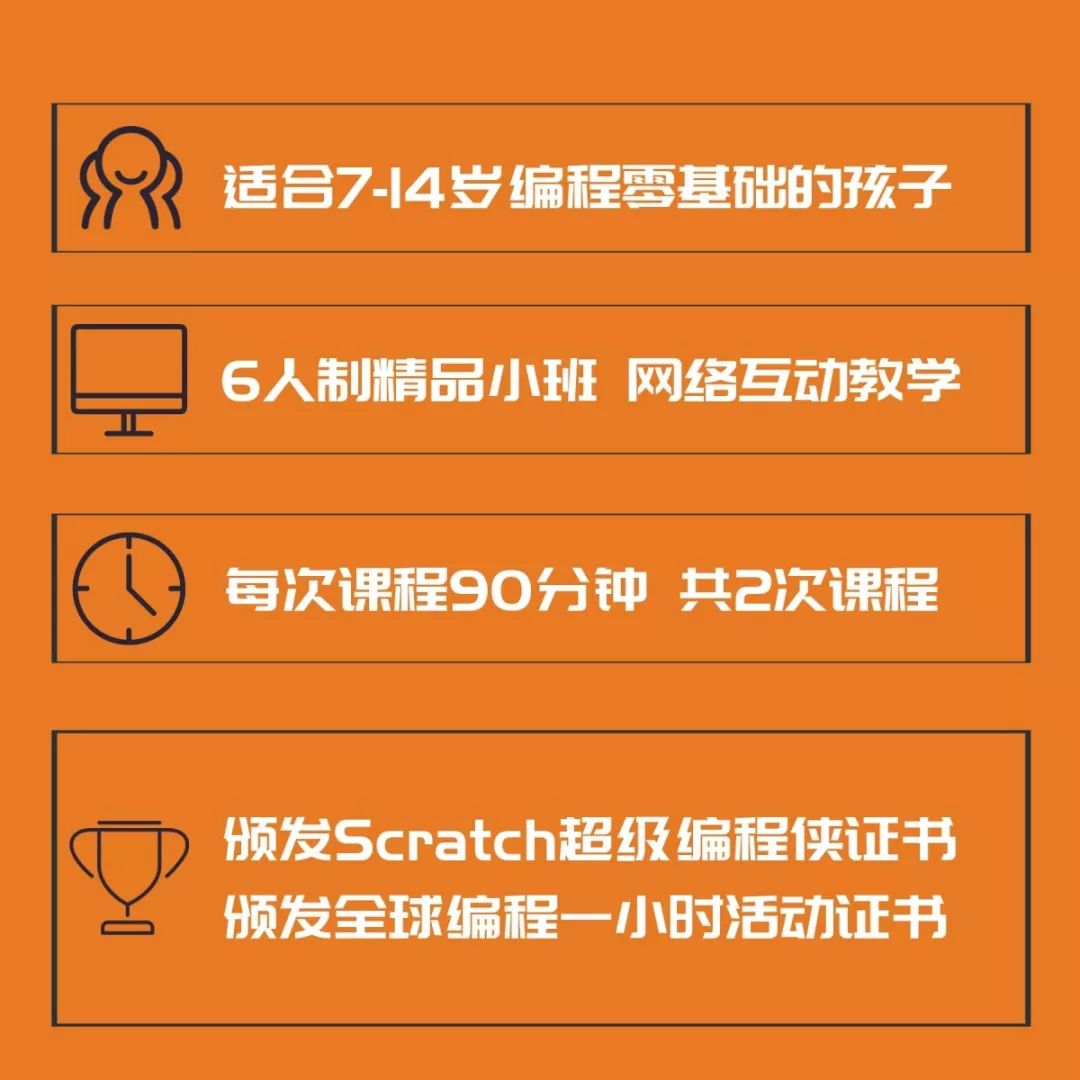 适合7-14岁编程零基础的孩子
6人制精品小班 网络互动教学
每次课程90分钟 共2次课程
颁发Scratch超级编程侠证书
颁发全球编程一小时活动证书